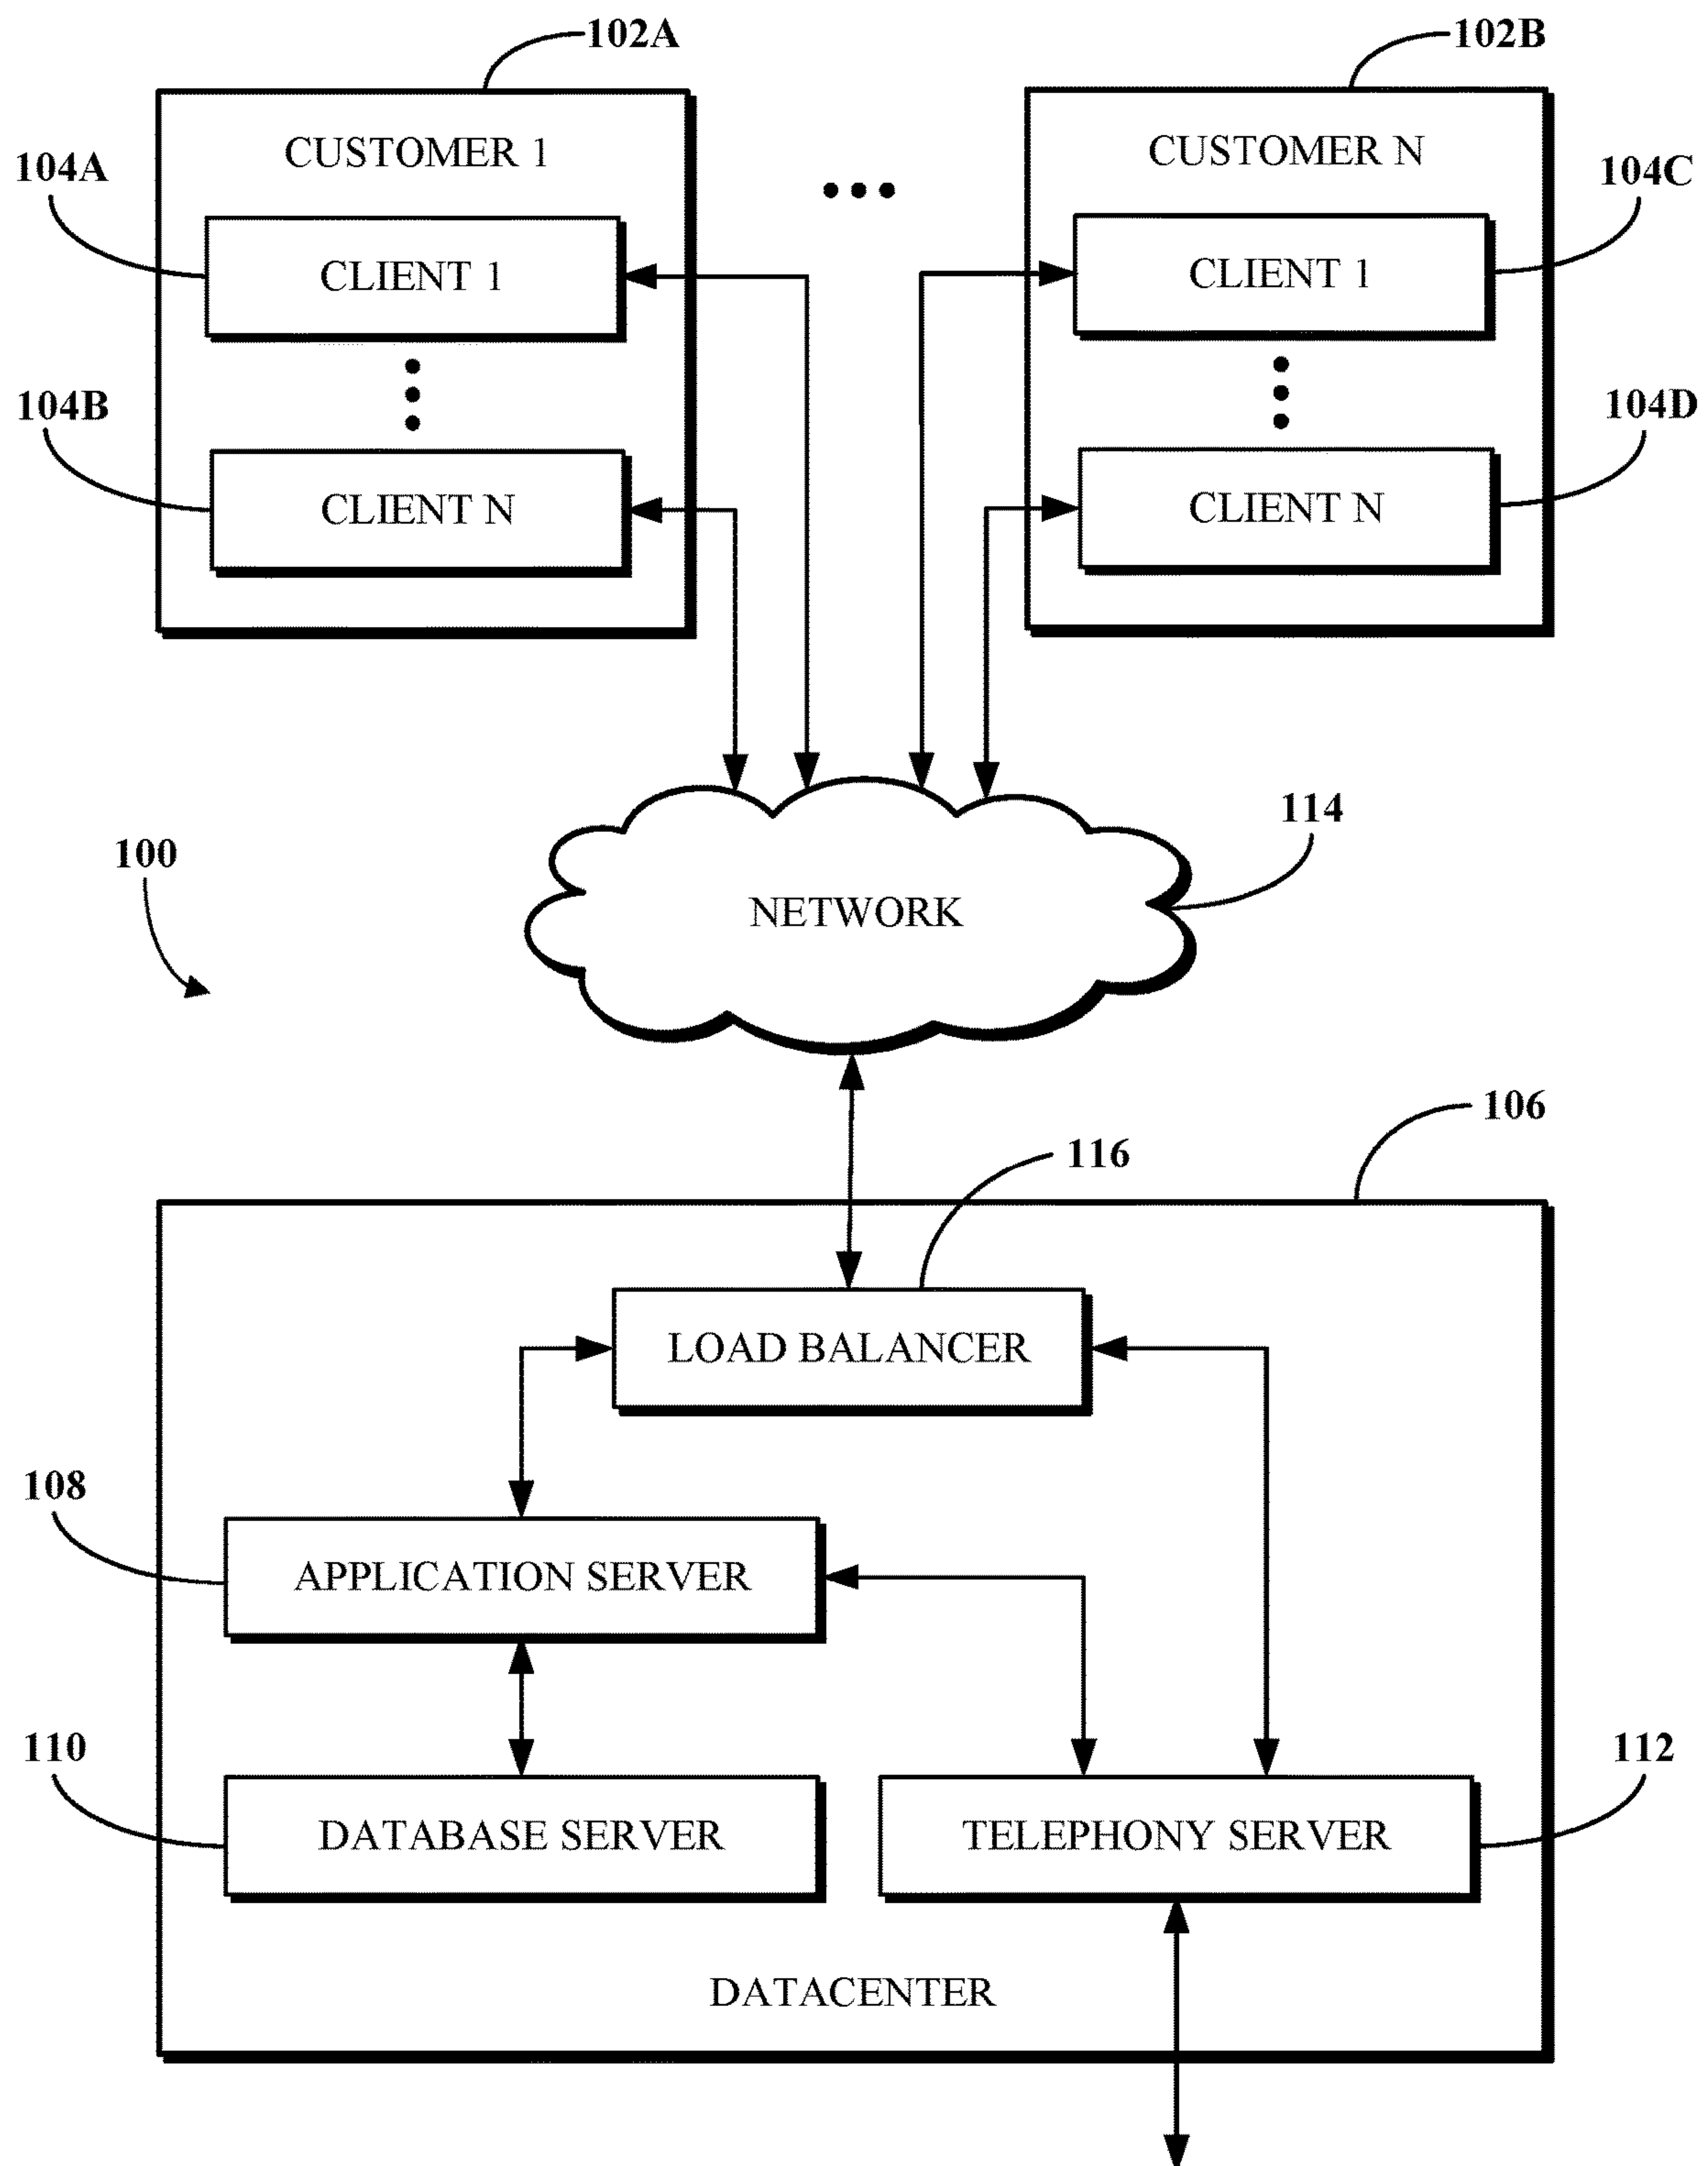 102A
102B
CUSTOMER 1
CUSTOMER N
104A
104C
CLIENT 1
CLIENT 1
104B
104D
CLIENT N
CLIENT N
114
100
NETWORK
106
116
LOAD BALANCER
108
APPLICATION SERVER
110
112
DATABASE SERVER
TELEPHONY SERVER
DATACENTER